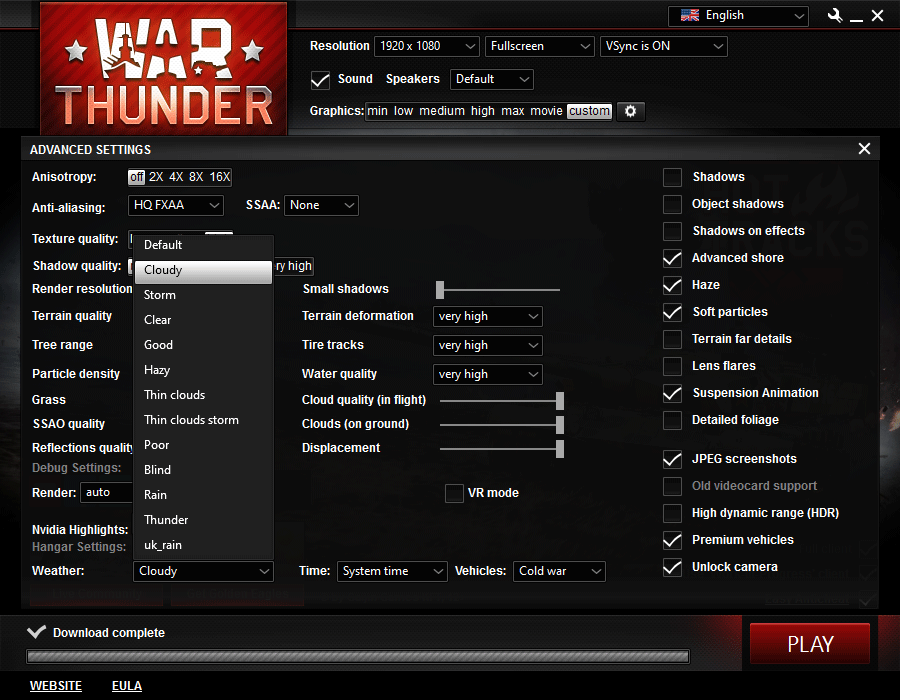 English
WAR
THUNDER
Resolution 1920 x 1080 Fullscreen VSync is ON
Sound Speakers Default
Graphics: min low medium high max movie custom
ADVANCED SETTINGS
Anisotropy: off 2X 4X 8X 16X
Anti-aliasing: HQ FXAA SSAA: None
Texture quality:
Shadow quality: ry high
Render resolution
Terrain quality
Tree range
Particle density
Grass
SSAO quality
Reflections quality
Debug Settings:
Render: auto
Nvidia Highlights:
Hangar Settings:
Default
Cloudy
Storm
Clear
Good
Hazy
Thin clouds
Thin clouds storm
Poor
Blind
Rain
Thunder
uk_rain
Small shadows
Terrain deformation very high
Tire tracks very high
Water quality very high
Cloud quality (in flight)
Clouds (on ground)
Displacement
VR mode
Weather: Cloudy Time: System time Vehicles: Cold war
Shadows
Object shadows
Shadows on effects
Advanced shore
Haze
Soft particles
Terrain far details
Lens flares
Suspension Animation
Detailed foliage
JPEG screenshots
Old videocard support
High dynamic range (HDR)
Premium vehicles
Unlock camera
Download complete
PLAY
WEBSITE EULA